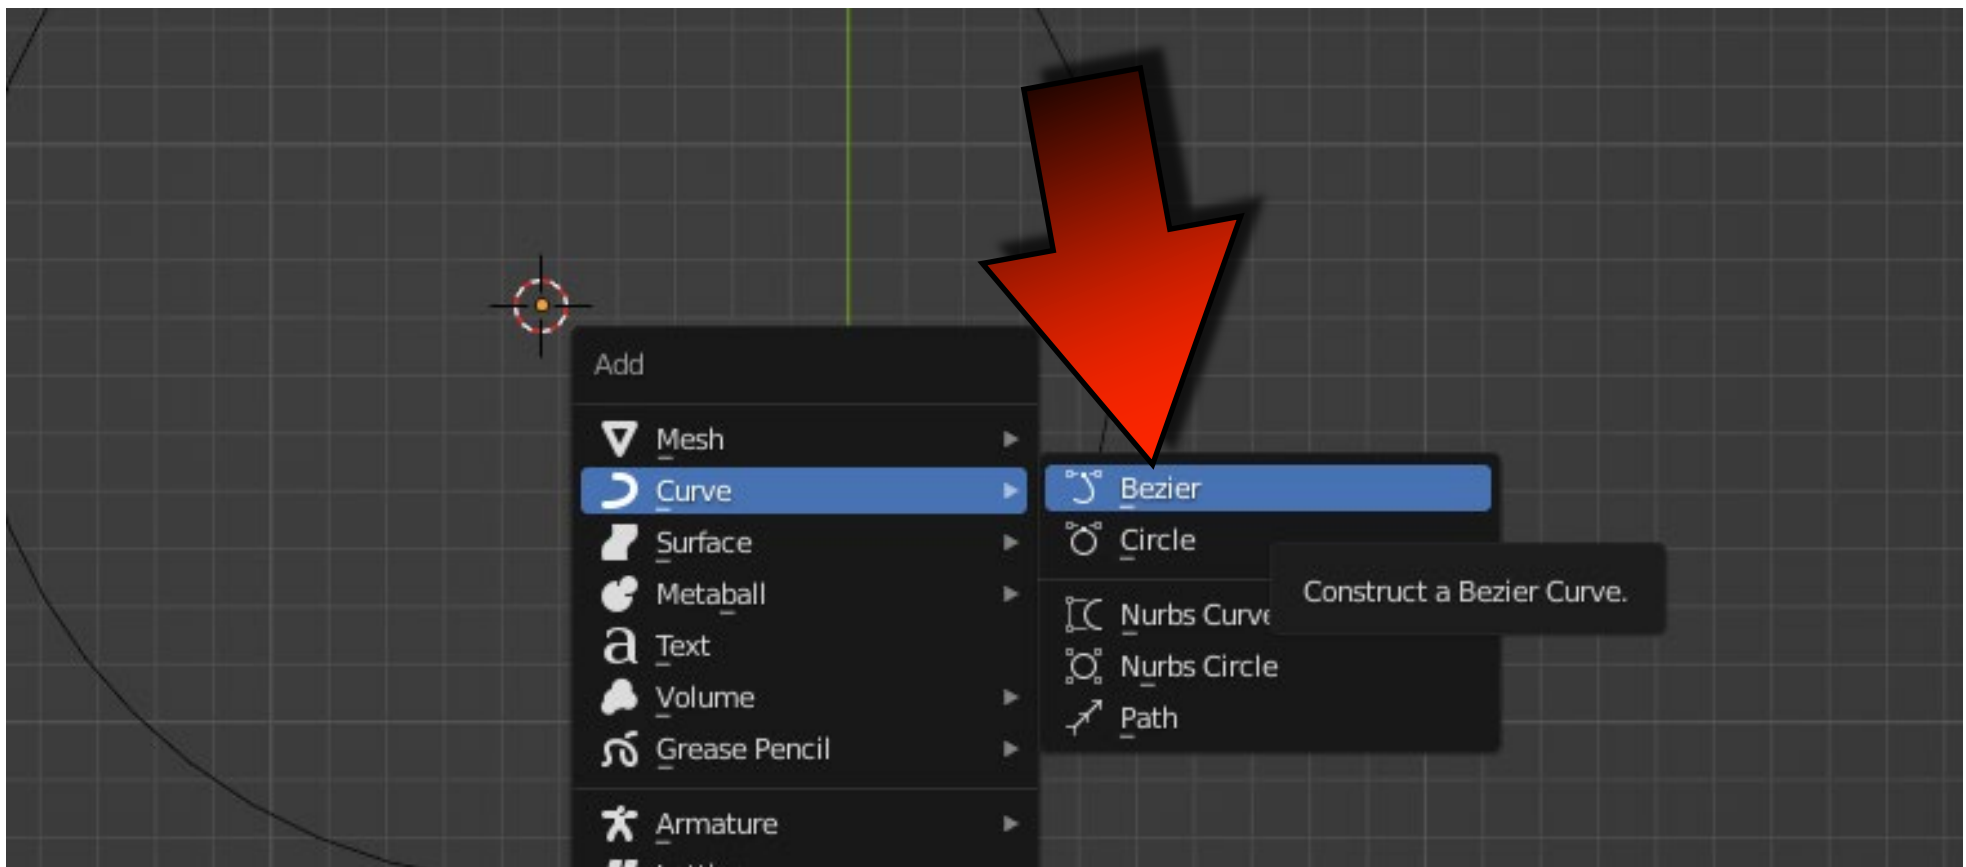 Add
Mesh
Curve
Surface
Metaball
Text
Volume
Grease Pencil
Armature
Bezier
Circle
Nurbs Curve
Nurbs Circle
Path
Construct a Bezier Curve.